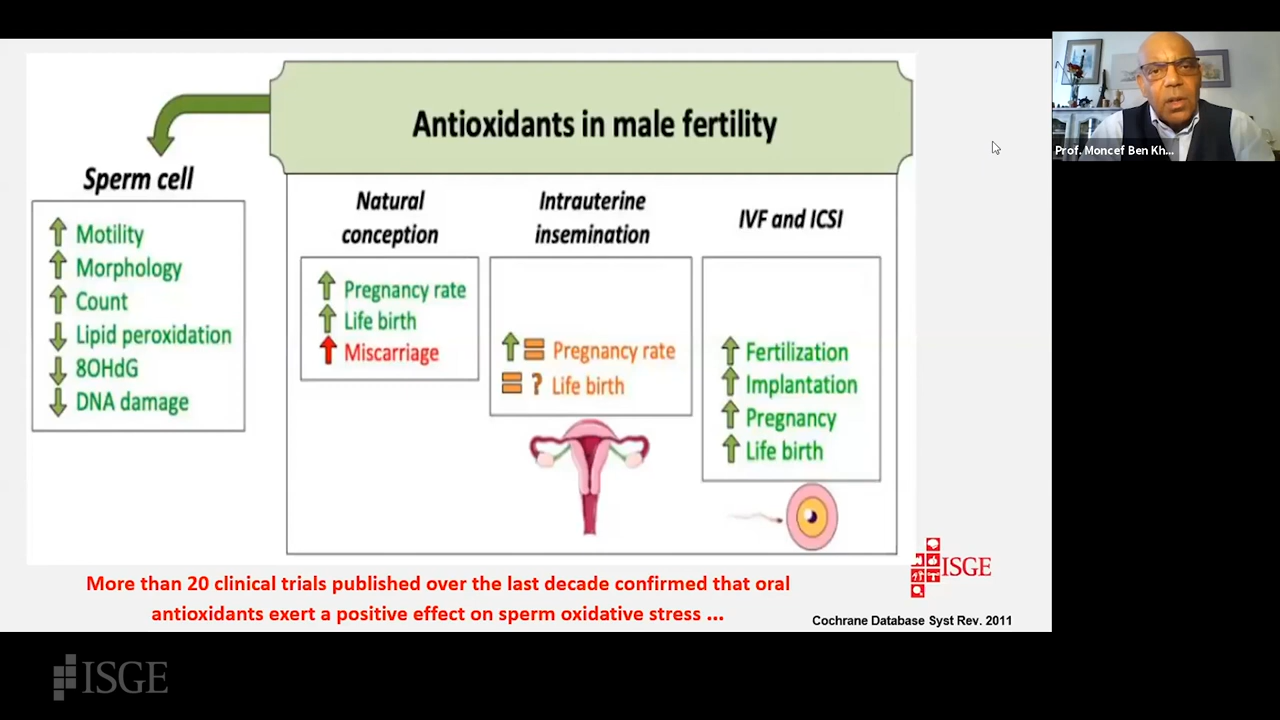 Antioxidants in male fertility
Sperm cell
Motility
Morphology
Count
Lipid peroxidation
8OHdG
DNA damage
Natural
conception
Pregnancy rate
Life birth
Miscarriage
Intrauterine
insemination
= Pregnancy rate
= ? Life birth
IVF and ICSI
Fertilization
Implantation
Pregnancy
Life birth
More than 20 clinical trials published over the last decade confirmed that oral
antioxidants exert a positive effect on sperm oxidative stress ...
ISGE
Cochrane Database Syst Rev. 2011
Prof. Moncef Ben Kh...
ISGE